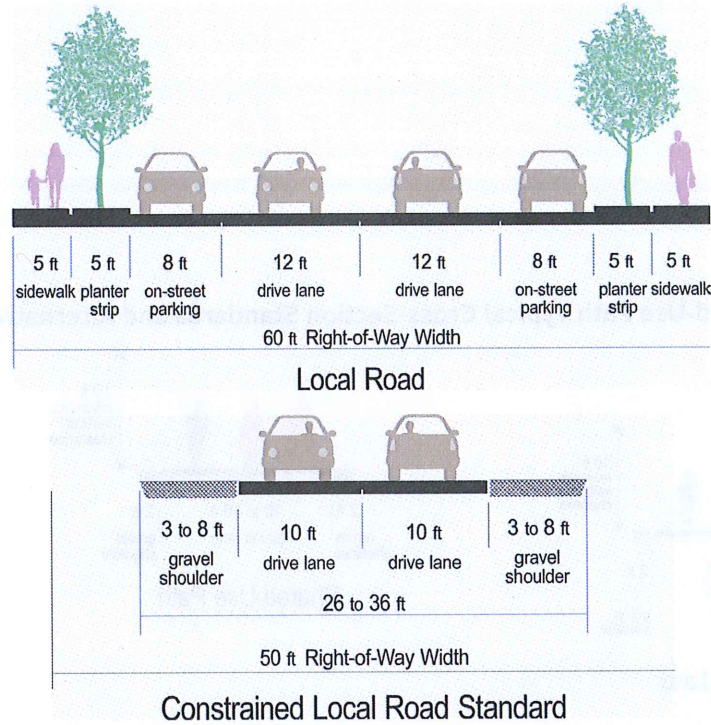 5 ft 5 ft 8 ft 12 ft 12 ft 8 ft 5 ft 5 ft
sidewalk planter strip on-street parking drive lane drive lane on-street parking planter strip sidewalk
60 ft Right-of-Way Width
Local Road
3 to 8 ft 10 ft 10 ft 3 to 8 ft
gravel shoulder drive lane drive lane gravel shoulder
26 to 36 ft
50 ft Right-of-Way Width
Constrained Local Road Standard